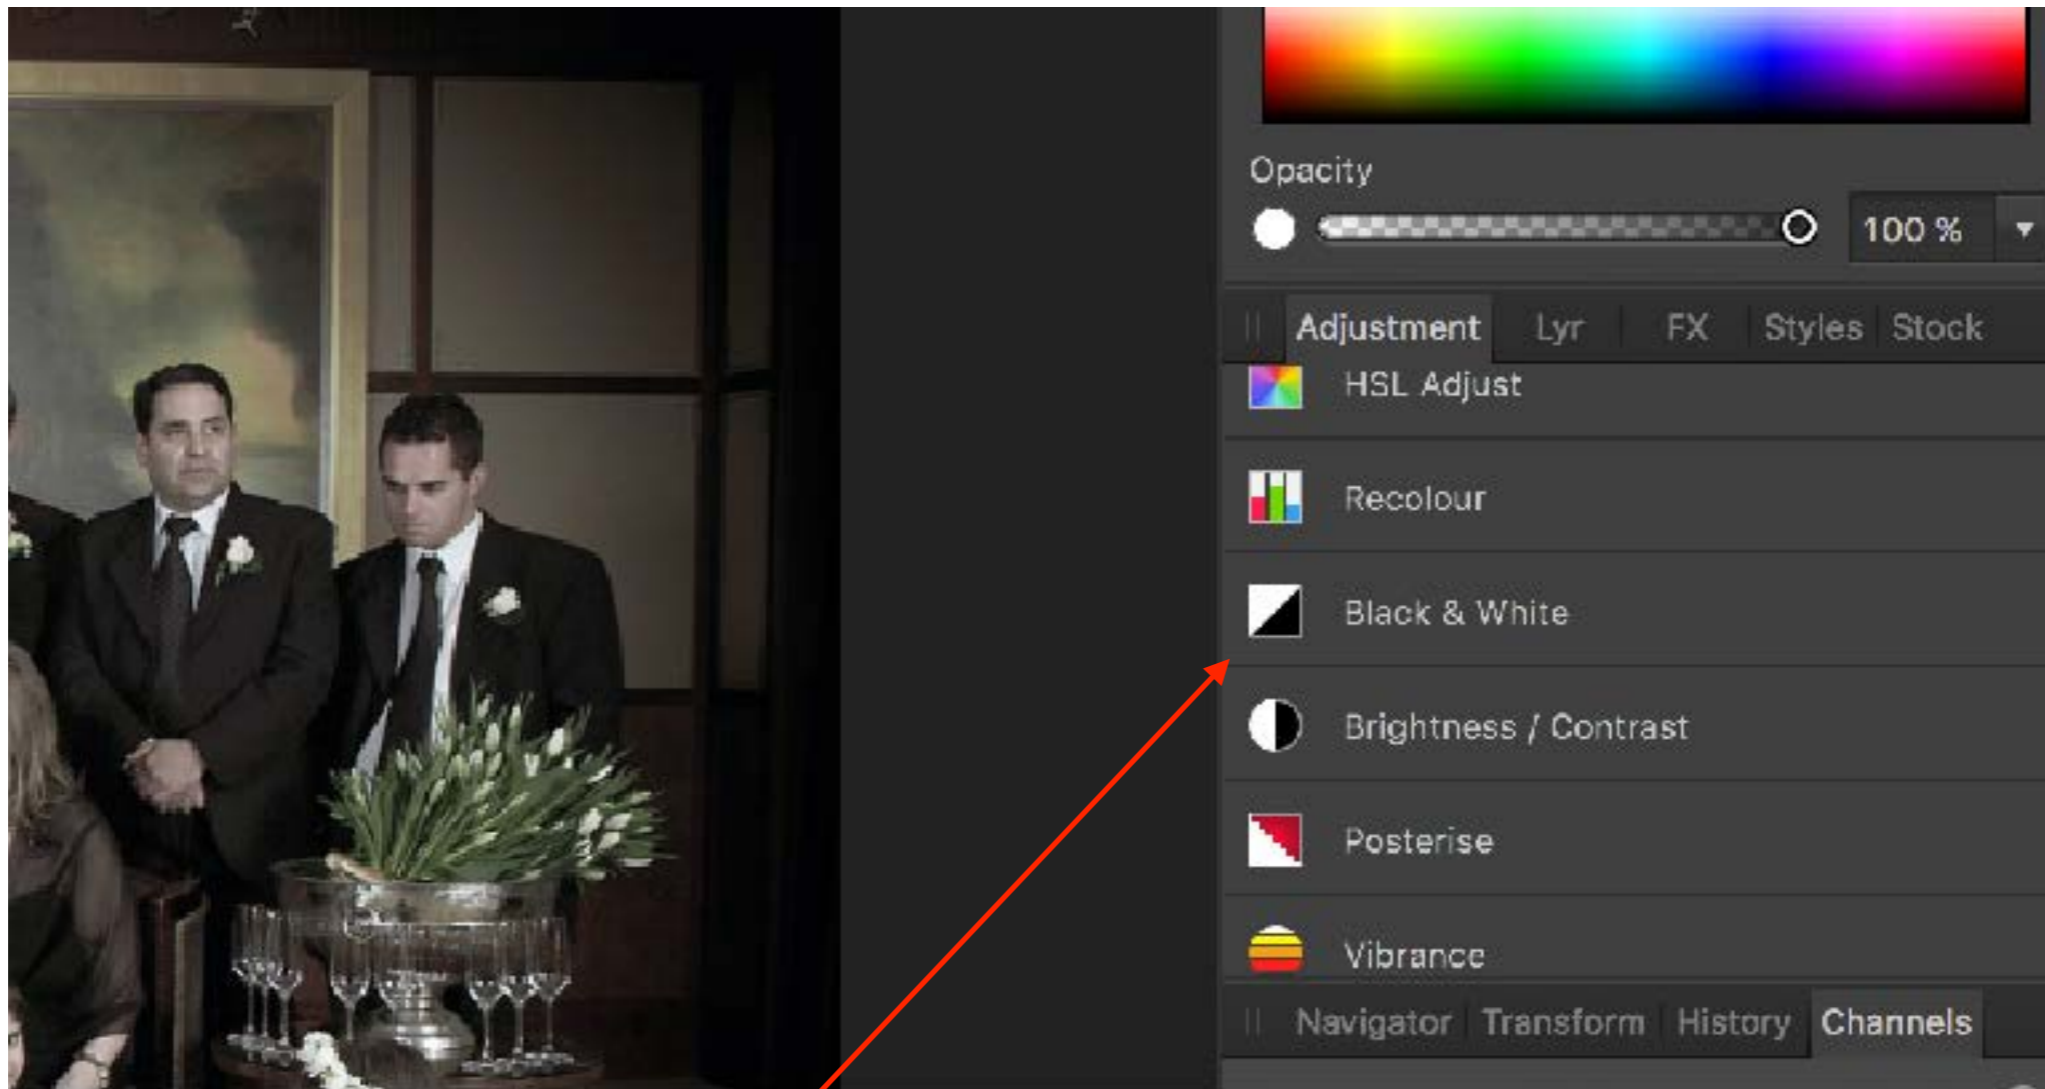 Opacity
100 %
Adjustment Lyr FX Styles Stock
HSL Adjust
Recolour
Black & White
Brightness / Contrast
Posterise
Vibrance
Navigator Transform History Channels